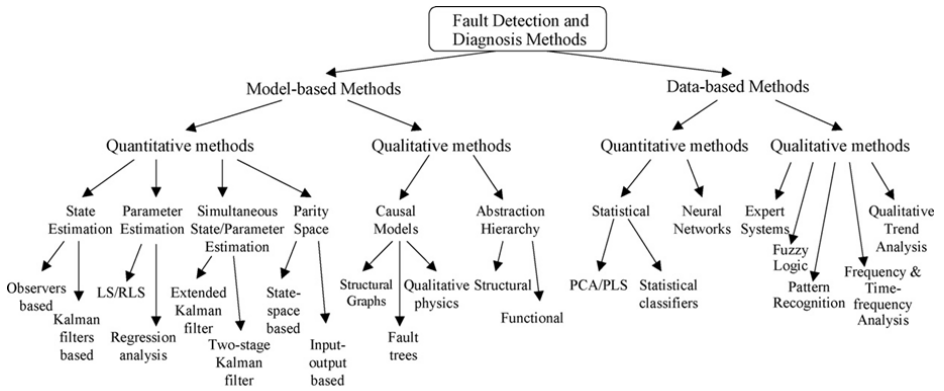 Fault Detection and
Diagnosis Methods
Model-based Methods
Data-based Methods
Quantitative methods
Qualitative methods
Quantitative methods
Qualitative methods
State
Estimation
Parameter
Estimation
Simultaneous
State/Parameter
Estimation
Parity
Space
Causal
Models
Abstraction
Hierarchy
Statistical
Neural
Networks
Expert
Systems
Fuzzy
Logic
Pattern
Recognition
Frequency &
Time-
frequency
Analysis
Qualitative
Trend
Analysis
Observers
based
Kalman
filters
based
LS/RLS
Regression
analysis
Extended
Kalman
filter
Two-stage
Kalman
filter
State-
space
based
Input-
output
based
Structural
Graphs
Fault
trees
Qualitative
physics
Structural
Functional
PCA/PLS
Statistical
classifiers